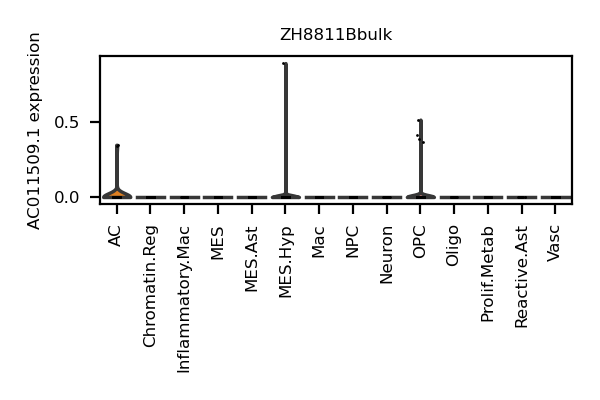 ZH8811Bbulk
AC011509.1 expression
0.5
0.0
AC
Chromatin.Reg
Inflammatory.Mac
MES
MES.Ast
MES.Hyp
Mac
NPC
Neuron
OPC
Oligo
Prolif.Metab
Reactive.Ast
Vasc